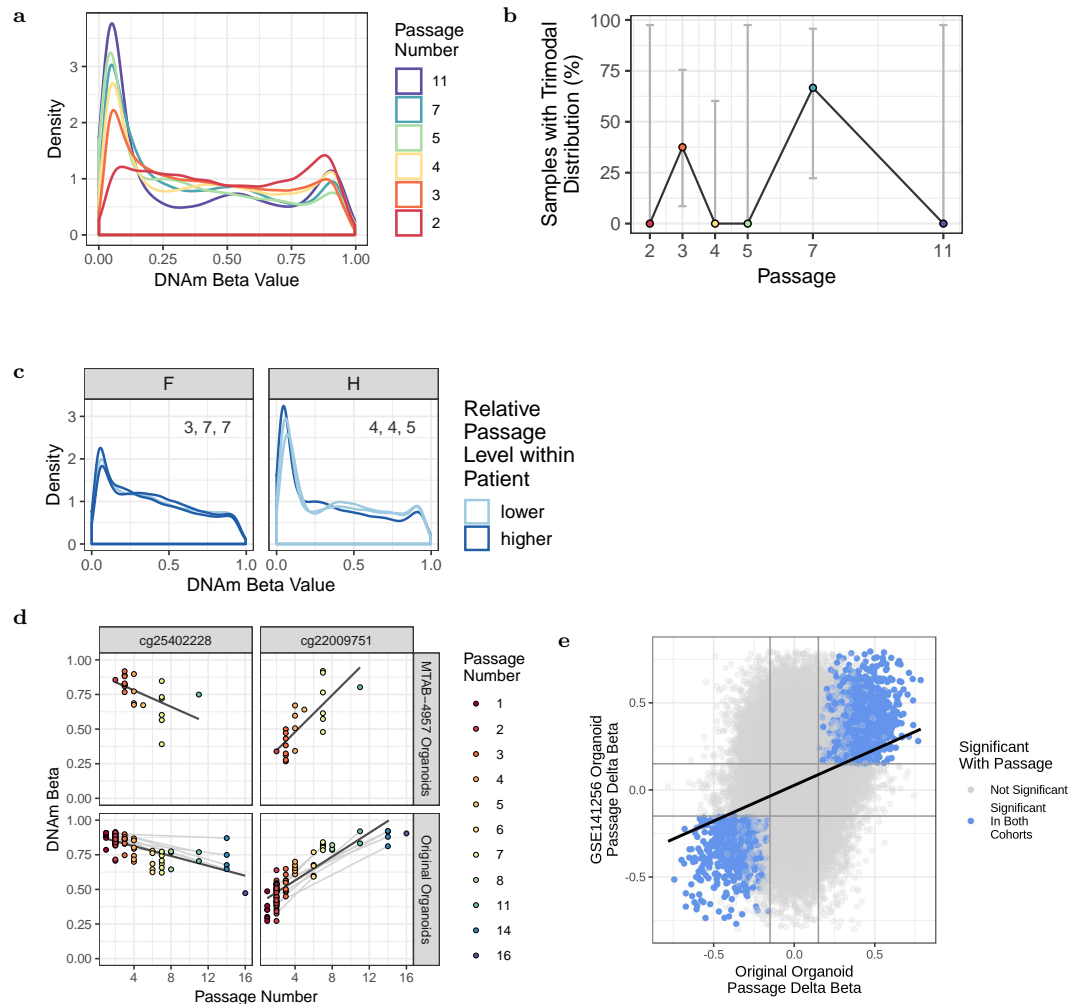 a
Density
3
2
1
0
0.00
0.25
0.50
0.75
1.00
DNAm Beta Value
Passage
Number
11
7
5
4
3
2
b
Samples with Trimodal
Distribution (%)
100
75
50
25
0
2
3
4
5
7
11
Passage
c
F
H
3, 7, 7
4, 4, 5
Density
3
2
1
0
0.0
0.5
1.0
0.0
0.5
1.0
DNAm Beta Value
Relative
Passage
Level within
Patient
lower
higher
d
cg25402228
cg22009751
MTAB−4957 Organoids
Original Organoids
DNAm Beta
1.00
0.75
0.50
0.25
0.00
1.00
0.75
0.50
0.25
0.00
4
8
12
16
4
8
12
16
Passage Number
Passage
Number
1
2
3
4
5
6
7
8
11
14
16
e
GSE141256 Organoid
Passage Delta Beta
0.5
0.0
-0.5
-0.5
0.0
0.5
Original Organoid
Passage Delta Beta
Significant
With Passage
Not Significant
Significant
In Both
Cohorts